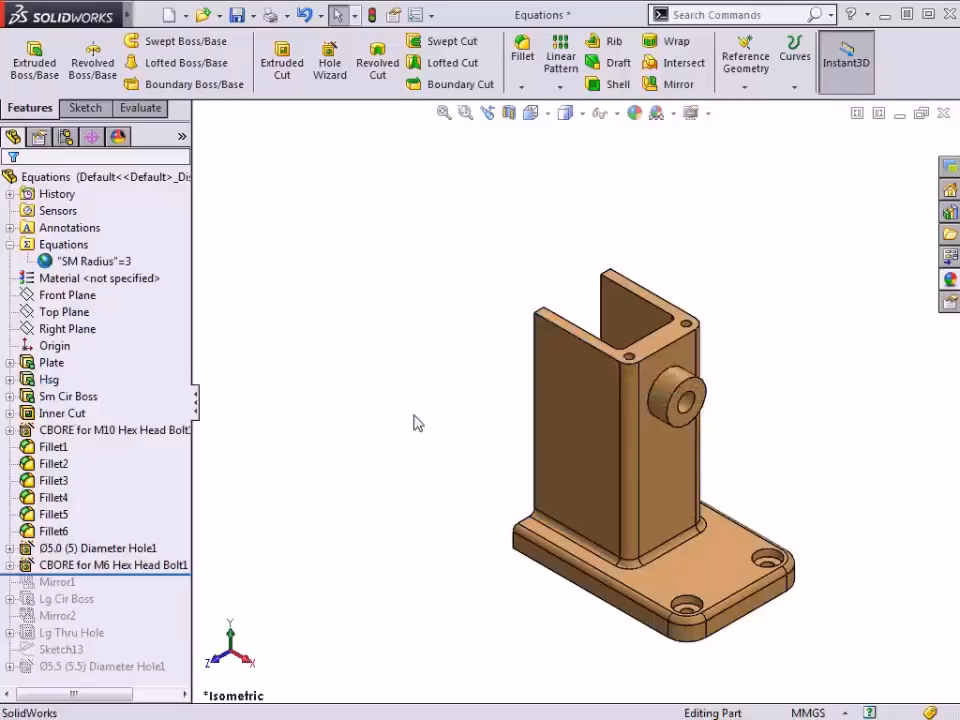 SOLIDWORKS
Equations *
Search Commands
Extruded Boss/Base
Revolved Boss/Base
Swept Boss/Base
Lofted Boss/Base
Boundary Boss/Base
Extruded Cut
Hole Wizard
Revolved Cut
Swept Cut
Lofted Cut
Boundary Cut
Fillet
Linear Pattern
Rib
Draft
Shell
Wrap
Intersect
Mirror
Reference Geometry
Curves
Instant3D
Features
Sketch
Evaluate
Equations (Default<<Default>_Dis
History
Sensors
Annotations
Equations
"SM Radius"=3
Material <not specified>
Front Plane
Top Plane
Right Plane
Origin
Plate
Hsg
Sm Cir Boss
Inner Cut
CBORE for M10 Hex Head Bolt
Fillet1
Fillet2
Fillet3
Fillet4
Fillet5
Fillet6
Ø5.0 (5) Diameter Hole1
CBORE for M6 Hex Head Bolt1
Mirror1
Lg Cir Boss
Mirror2
Lg Thru Hole
Sketch13
Ø5.5 (5.5) Diameter Hole1
Y
Z
X
*Isometric
SolidWorks
Editing Part
MMGS